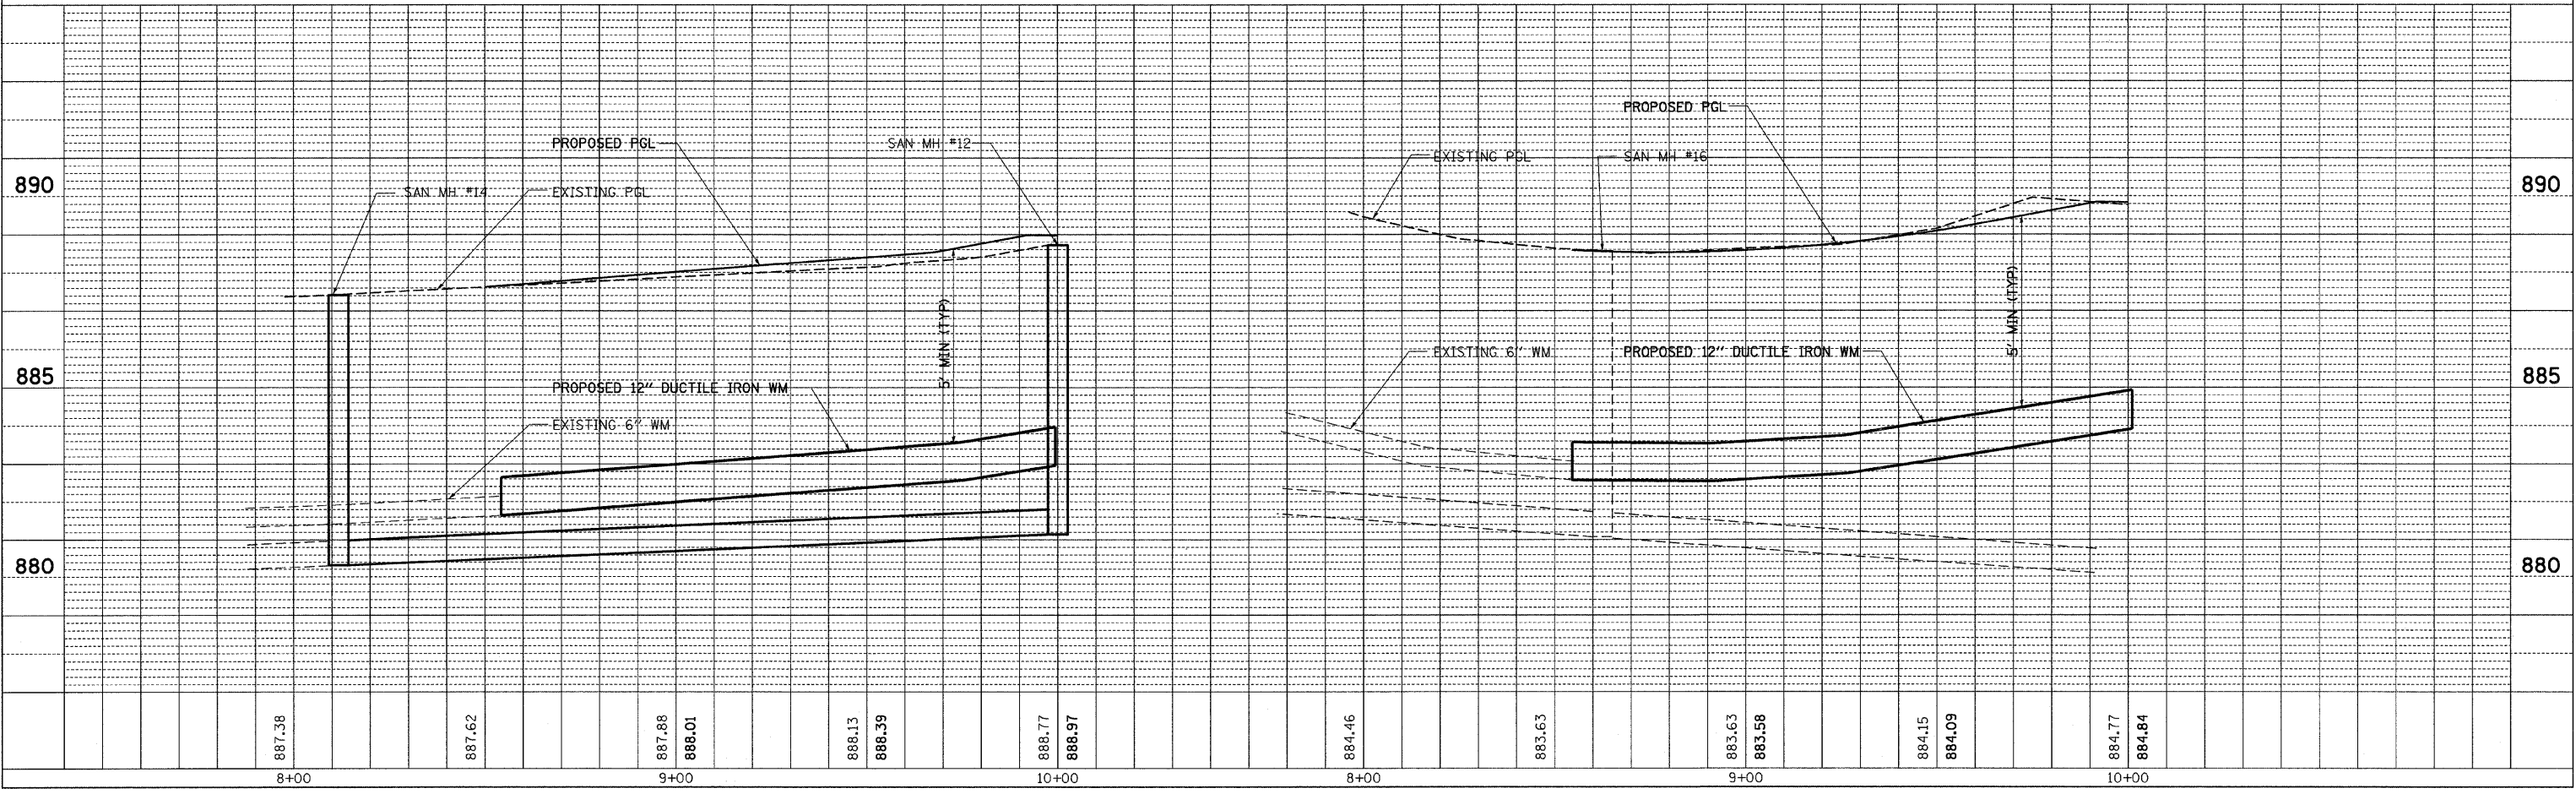 PROPOSED PGL
SAN MH #12
SAN MH #14
EXISTING PGL
890
885
880
5' MIN (TYP)
PROPOSED 12" DUCTILE IRON WM
EXISTING 6" WM
887.38
887.62
887.88
888.01
888.13
888.39
888.77
888.97
8+00
9+00
10+00
PROPOSED PGL
EXISTING PGL
SAN MH #16
890
885
880
5' MIN (TYP)
EXISTING 6" WM
PROPOSED 12" DUCTILE IRON WM
884.46
883.63
883.63
883.58
884.15
884.09
884.77
884.84
8+00
9+00
10+00